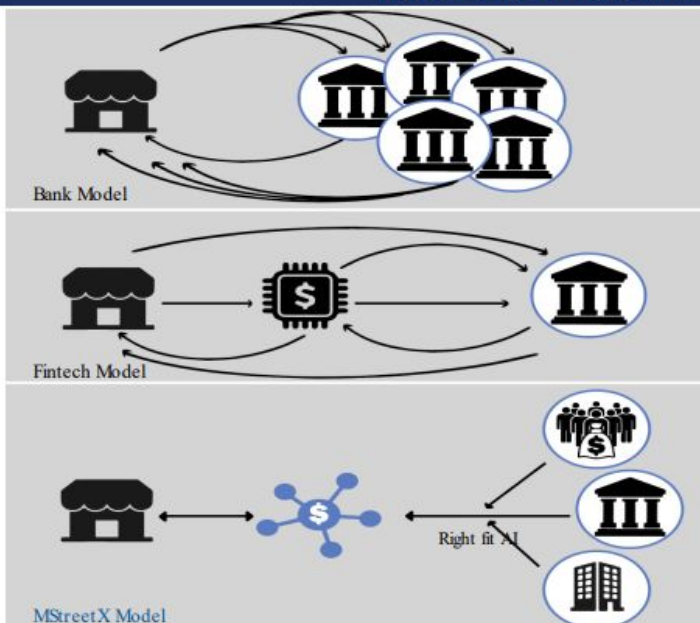 Bank Model
$
Fintech Model
$
$
Right fit AI
MStreetX Model